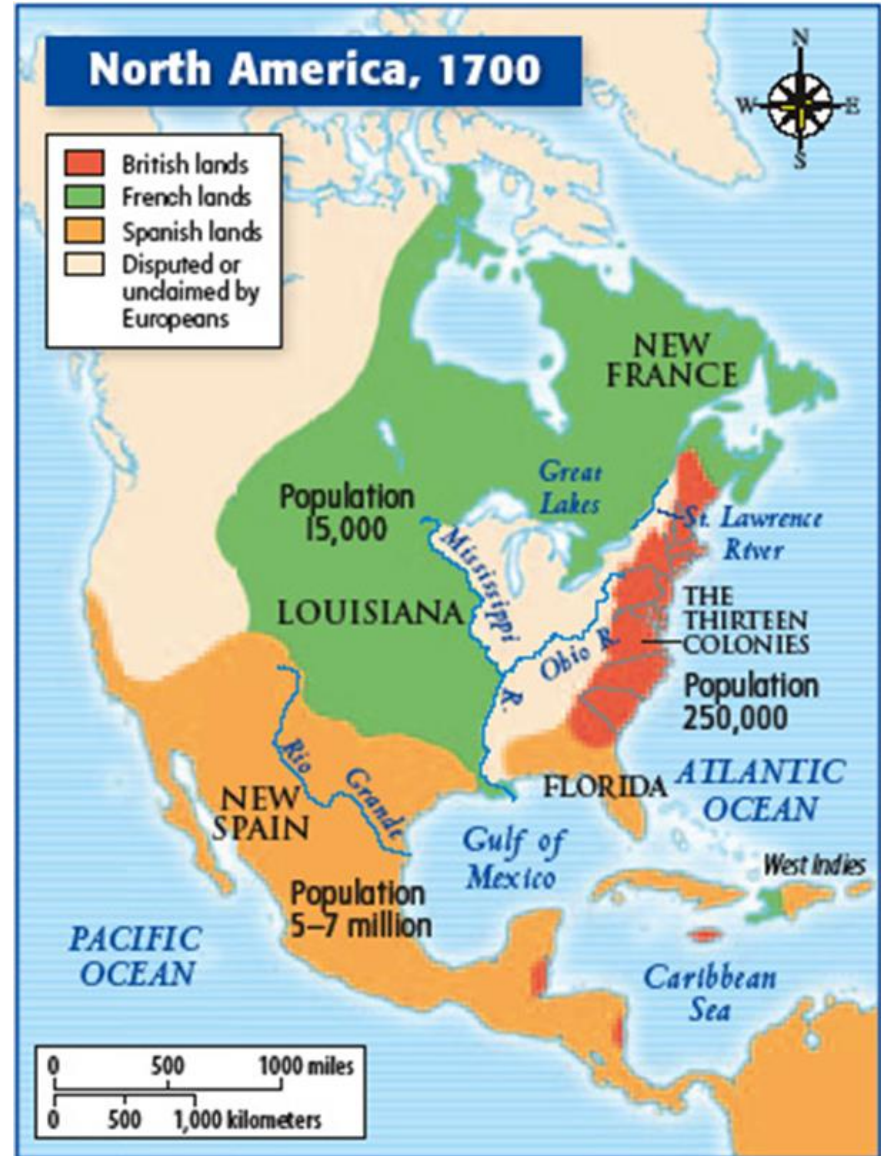 North America, 1700
N
W
E
S
British lands
French lands
Spanish lands
Disputed or
unclaimed by
Europeans
NEW
FRANCE
Great
Lakes
Population
15,000
St. Lawrence
River
Mississippi
R.
LOUISIANA
Ohio R.
THE
THIRTEEN
COLONIES
Population
250,000
Rio Grande
NEW
SPAIN
FLORIDA
ATLANTIC
OCEAN
Gulf of
Mexico
West Indies
Population
5–7 million
PACIFIC
OCEAN
Caribbean
Sea
0 500 1000 miles
0 500 1,000 kilometers